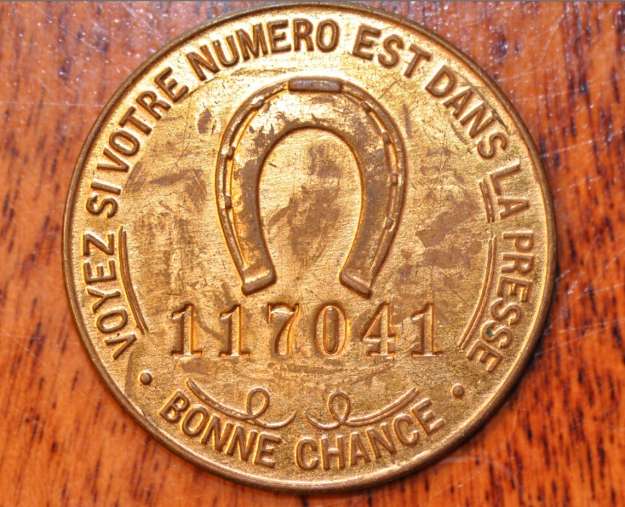 VOYEZ SI VOTRE NUMERO EST DANS LA PRESSE
117041
• BONNE CHANCE •